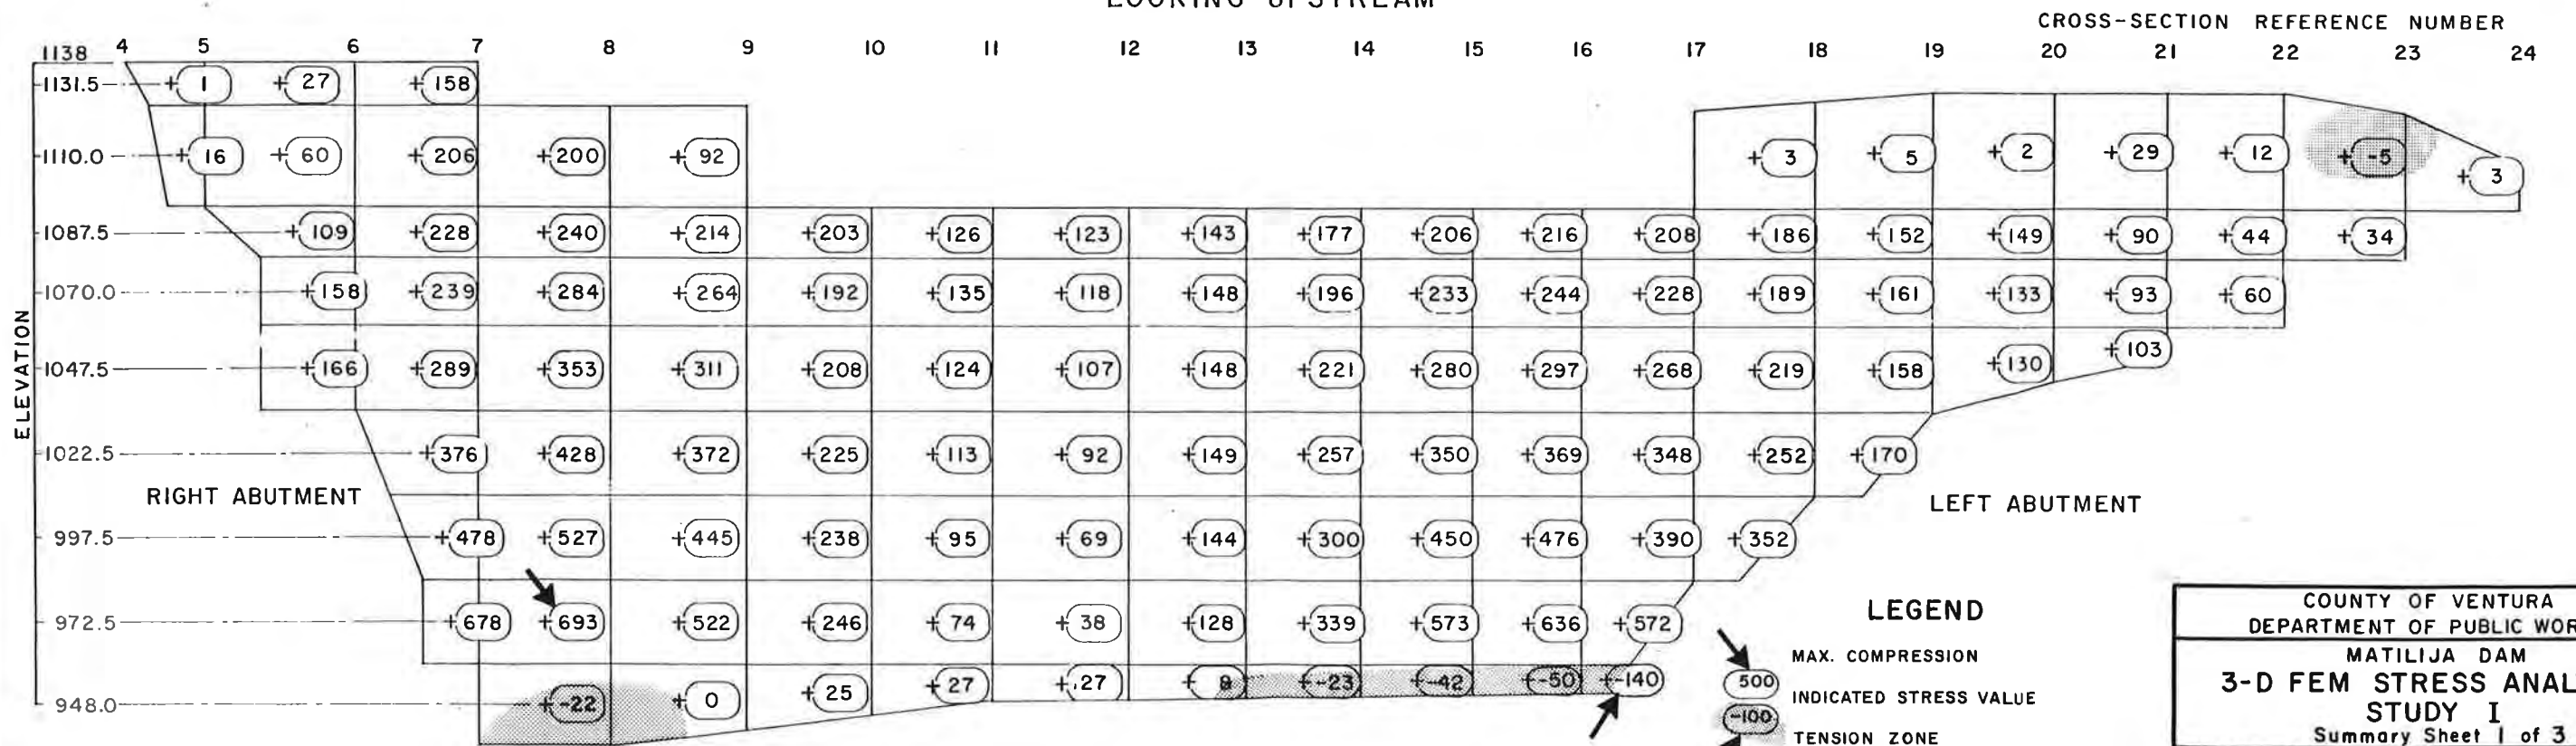 CROSS-SECTION REFERENCE NUMBER
4 5 6 7 8 9 10 11 12 13 14 15 16 17 18 19 20 21 22 23 24
1138
1131.5 +1 +27 +158
1110.0 +16 +60 +206 +200 +92 +3 +5 +2 +29 +12 +-5 +3
1087.5 +109 +228 +240 +214 +203 +126 +123 +143 +177 +206 +216 +208 +186 +152 +149 +90 +44 +34
1070.0 +158 +239 +284 +264 +192 +135 +118 +148 +196 +233 +244 +228 +189 +161 +133 +93 +60
ELEVATION
1047.5 +166 +289 +353 +311 +208 +124 +107 +148 +221 +280 +297 +268 +219 +158 +130 +103
1022.5 +376 +428 +372 +225 +113 +92 +149 +257 +350 +369 +348 +252 +170
RIGHT ABUTMENT
LEFT ABUTMENT
997.5 +478 +527 +445 +238 +95 +69 +144 +300 +450 +476 +390 +352
972.5 +678 +693 +522 +246 +74 +38 +128 +339 +573 +636 +572
948.0 +-22 +0 +25 +27 +27 + +-23 +-42 +-50 +-140
LEGEND
MAX. COMPRESSION
500
INDICATED STRESS VALUE
-100
TENSION ZONE
COUNTY OF VENTURA
DEPARTMENT OF PUBLIC WOR
MATILIJA DAM
3-D FEM STRESS ANAL
STUDY I
Summary Sheet 1 of 3